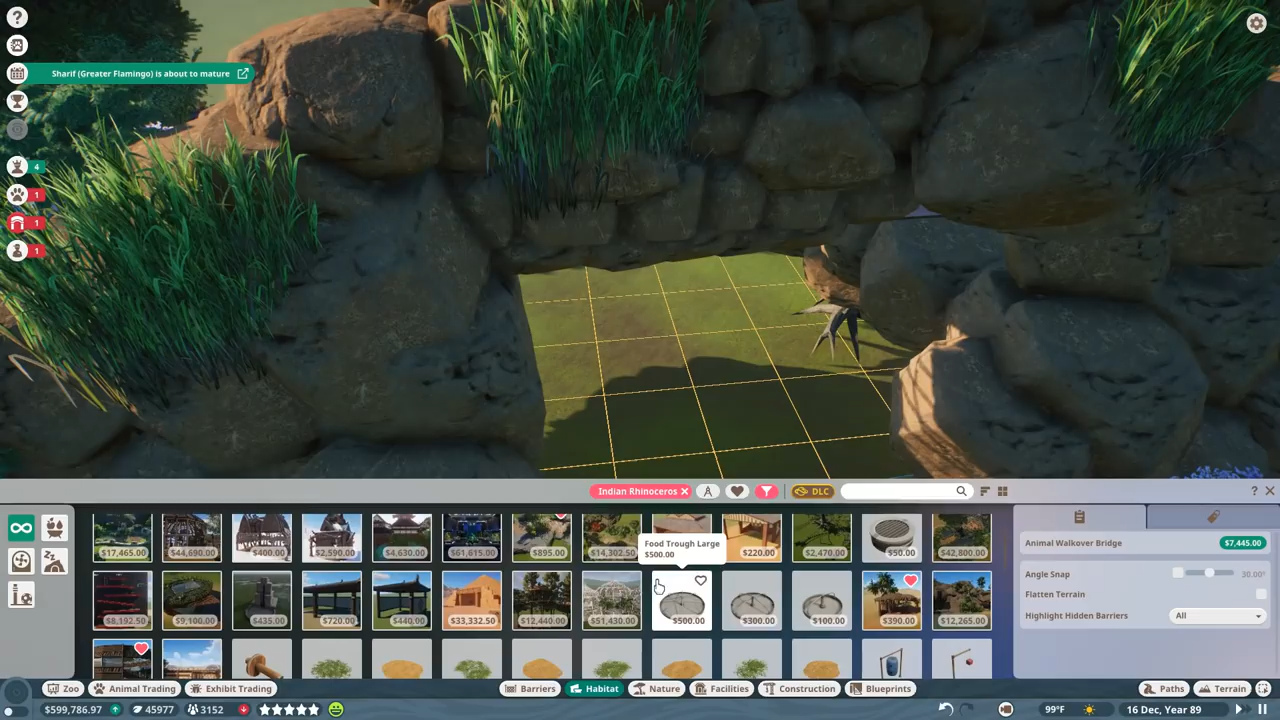 ?
Sharif (Greater Flamingo) is about to mature
4
1
1
1
Indian Rhinoceros ×
DLC
? ×
$17,465.00
$44,690.00
$400.00
$2,590.00
$4,630.00
$61,615.00
$895.00
$14,302.50
$220.00
$2,470.00
$50.00
$42,800.00
Food Trough Large
$500.00
$8,192.50
$9,100.00
$435.00
$720.00
$440.00
$33,332.50
$12,440.00
$51,430.00
$500.00
$300.00
$100.00
$390.00
$12,265.00
Animal Walkover Bridge
$7,445.00
Angle Snap
30.00°
Flatten Terrain
Highlight Hidden Barriers
All
Zoo
Animal Trading
Exhibit Trading
Barriers
Habitat
Nature
Facilities
Construction
Blueprints
Paths
Terrain
$599,786.97
45977
3152
99°F
16 Dec, Year 89